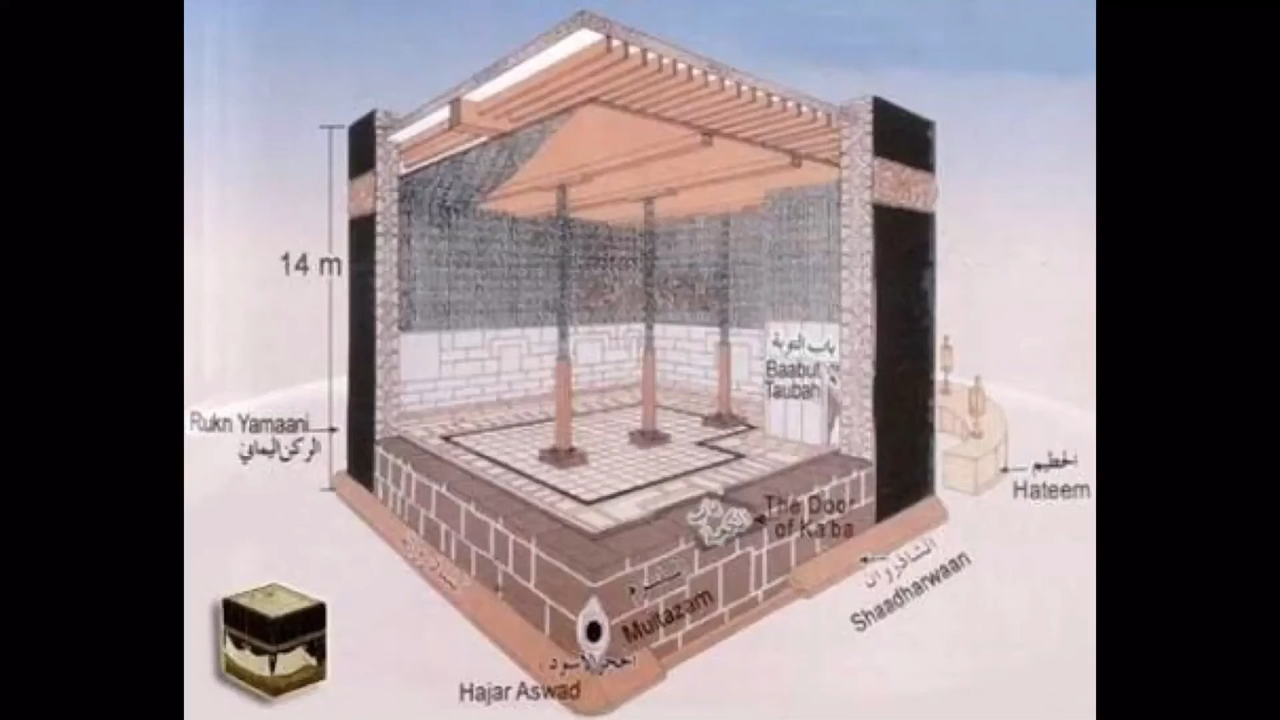 14 m
باب التوبة
Baabut
Taubah
Rukn Yamaani
الركن اليماني
الحطيم
Hateem
The Door
of Ka'ba
الشاذروان
Shaadharwaan
ملتزم
Multazam
الحجر الأسود
Hajar Aswad